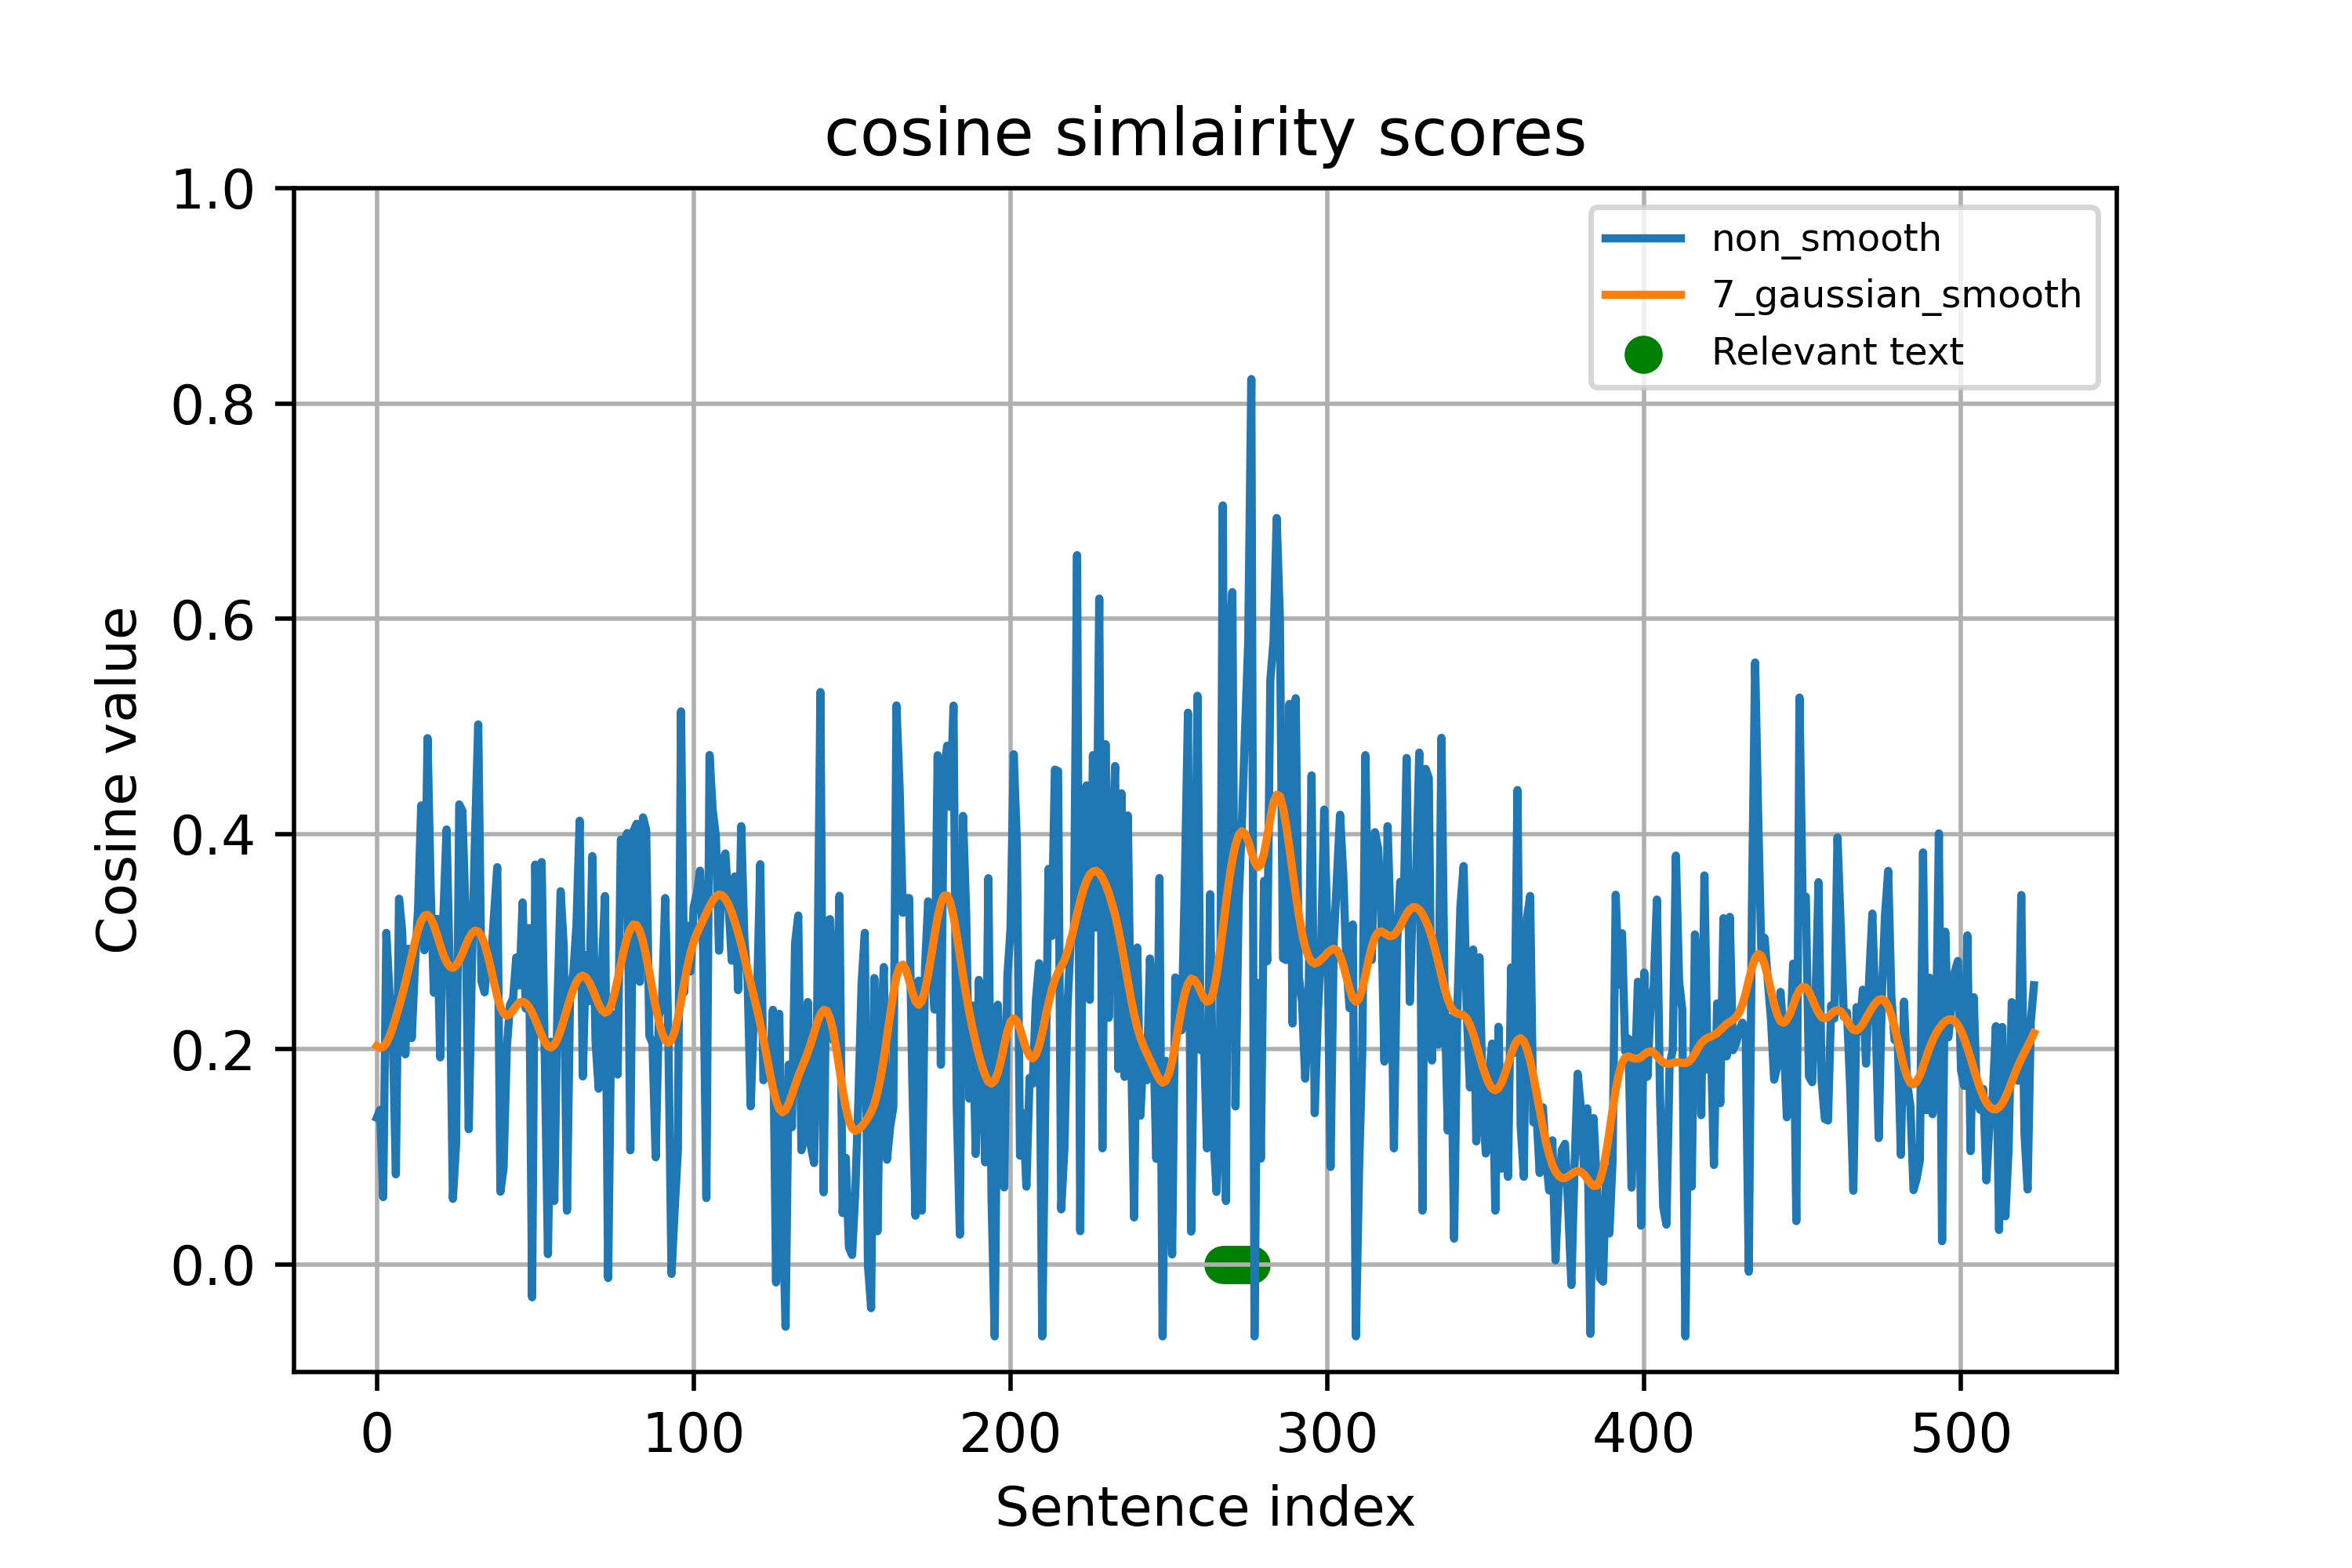 cosine simlairity scores
1.0
0.8
0.6
0.4
0.2
0.0
Cosine value
non_smooth
7_gaussian_smooth
Relevant text
0 100 200 300 400 500
Sentence index